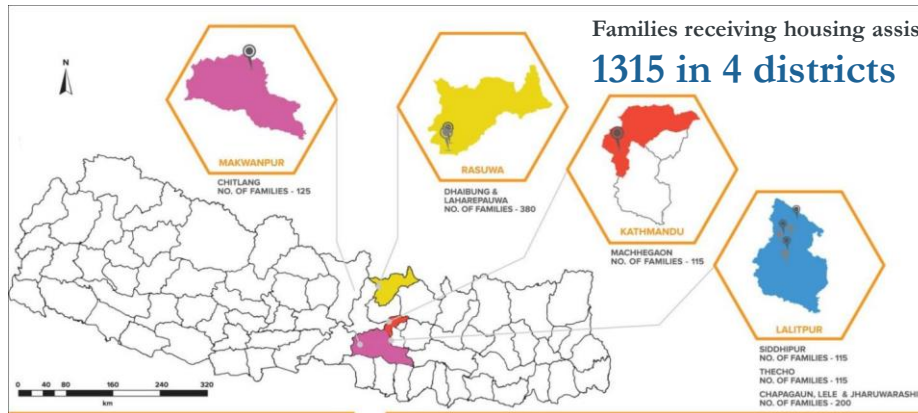 Families receiving housing assis
1315 in 4 districts
N
MAKWANPUR
CHITLANG
NO. OF FAMILIES - 125
RASUWA
DHAIBUNG &
LAHAREPAUWA
NO. OF FAMILIES - 380
KATHMANDU
MACHHEGAON
NO. OF FAMILIES - 115
LALITPUR
SIDDHIPUR
NO. OF FAMILIES - 115
THECHO
NO. OF FAMILIES - 115
CHAPAGAUN, LELE & JHARUWARASHI
NO. OF FAMILIES - 200
0 40 80 160 240 320
km